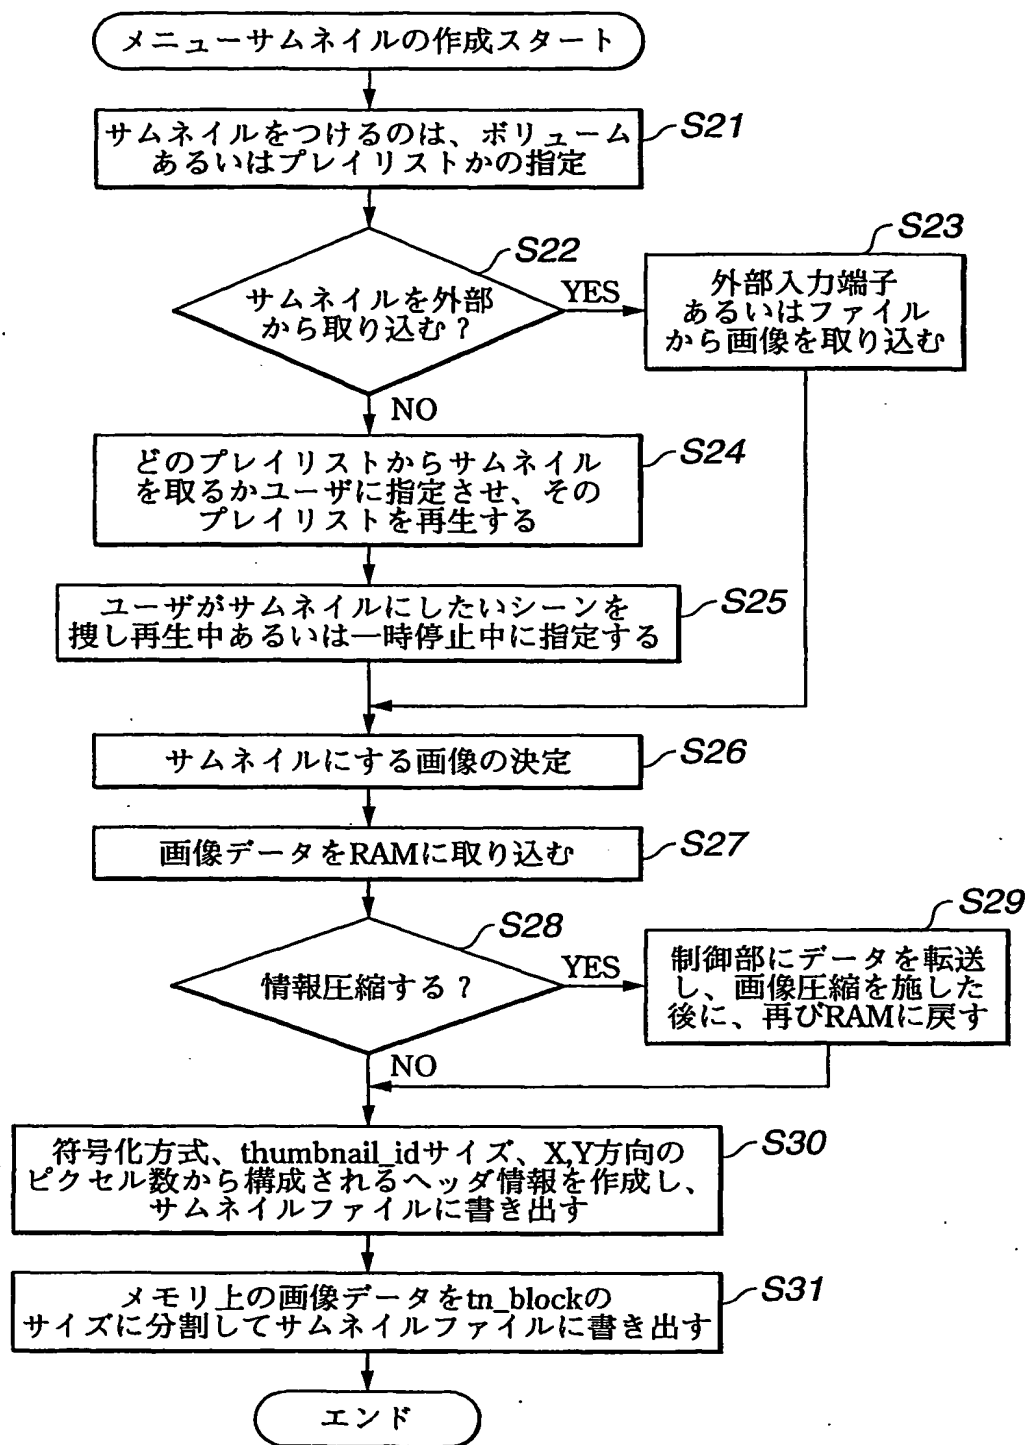 メニューサムネイルの作成スタート
サムネイルをつけるのは、ボリューム
あるいはプレイリストかの指定
S21
サムネイルを外部
から取り込む？
S22
YES
外部入力端子
あるいはファイル
から画像を取り込む
S23
NO
どのプレイリストからサムネイル
を取るかユーザに指定させ、その
プレイリストを再生する
S24
ユーザがサムネイルにしたいシーンを
捜し再生中あるいは一時停止中に指定する
S25
サムネイルにする画像の決定
S26
画像データをRAMに取り込む
S27
情報圧縮する？
S28
YES
制御部にデータを転送
し、画像圧縮を施した
後に、再びRAMに戻す
S29
NO
符号化方式、thumbnail_idサイズ、X,Y方向の
ピクセル数から構成されるヘッダ情報を作成し、
サムネイルファイルに書き出す
S30
メモリ上の画像データをtn_blockの
サイズに分割してサムネイルファイルに書き出す
S31
エンド